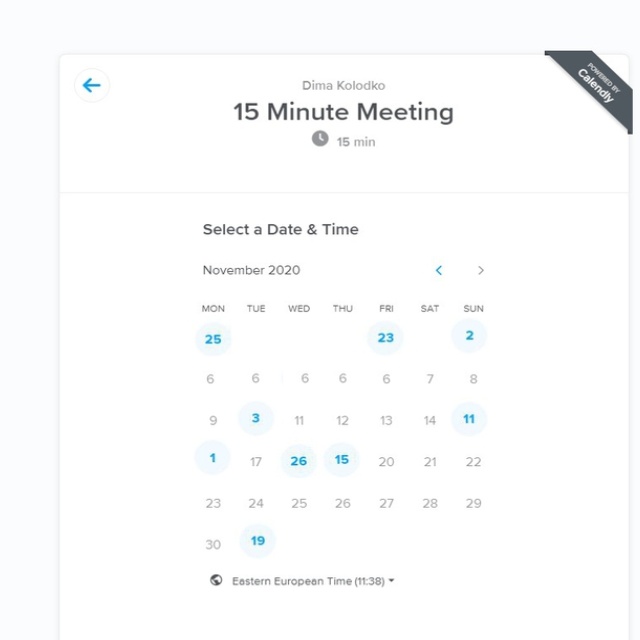 POWERED BY
Calendly
Dima Kolodko
15 Minute Meeting
15 min
Select a Date & Time
November 2020
MON TUE WED THU FRI SAT SUN
25 23 2
6 6 6 6 6 7 8
9 3 11 12 13 14 11
1 17 26 15 20 21 22
23 24 25 26 27 28 29
30 19
Eastern European Time (11:38)